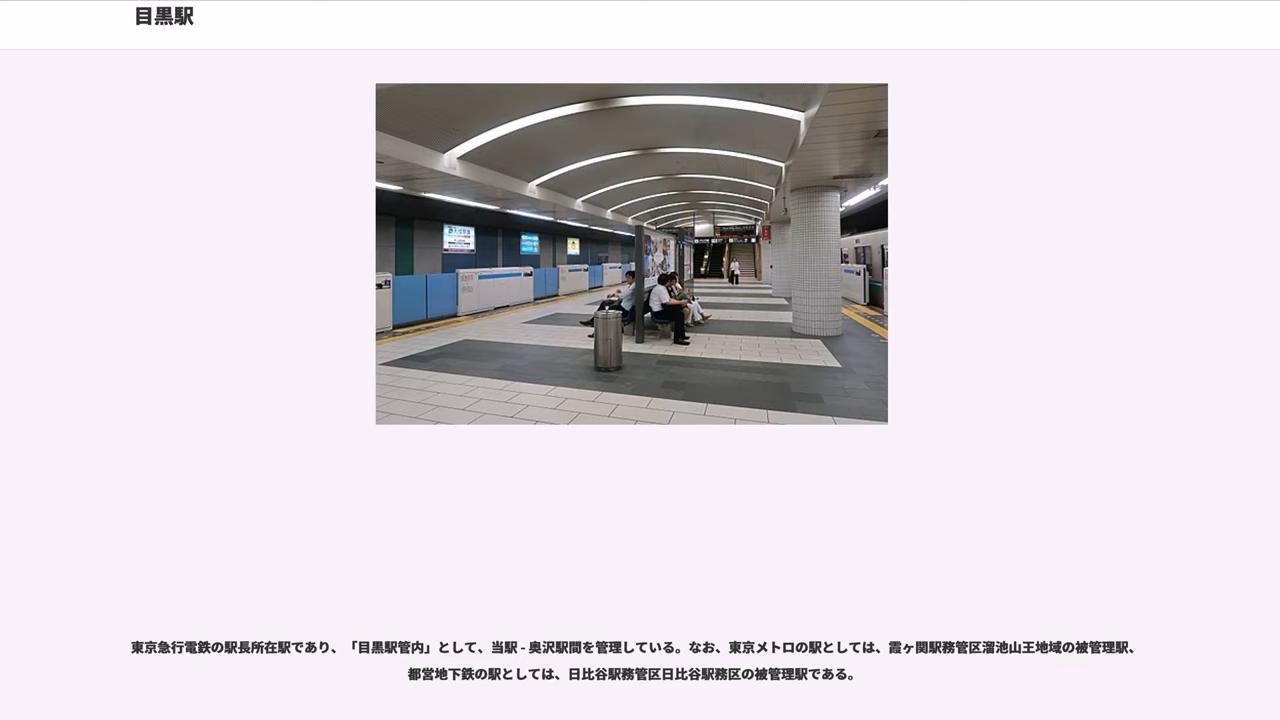 目黒駅
東京急行電鉄の駅長所在駅であり、「目黒駅管内」として、当駅 - 奥沢駅間を管理している。なお、東京メトロの駅としては、霞ヶ関駅務管区溜池山王地域の被管理駅、
都営地下鉄の駅としては、日比谷駅務管区日比谷駅務区の被管理駅である。